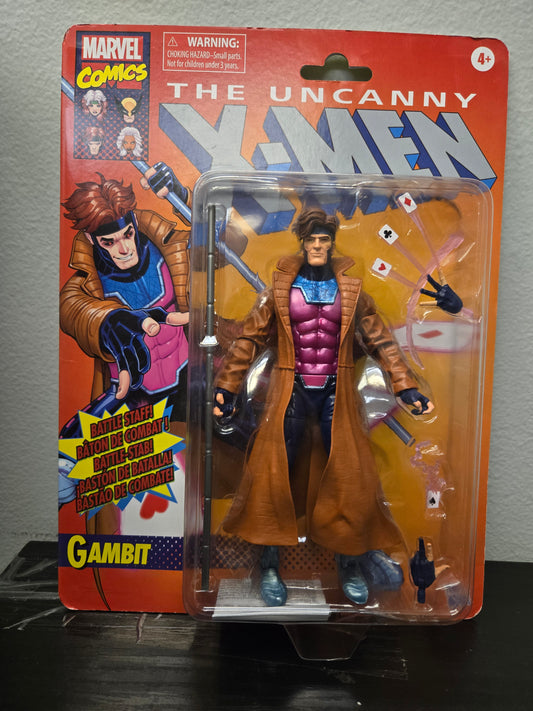 MARVEL
COMICS
WARNING:
CHOKING HAZARD–Small parts.
Not for children under 3 years.
4+
THE UNCANNY
X-MEN
BATTLE STAFF!
BÂTON DE COMBAT !
BATTLE-STAB!
¡BASTÓN DE BATALLA!
BASTÃO DE COMBATE!
GAMBIT